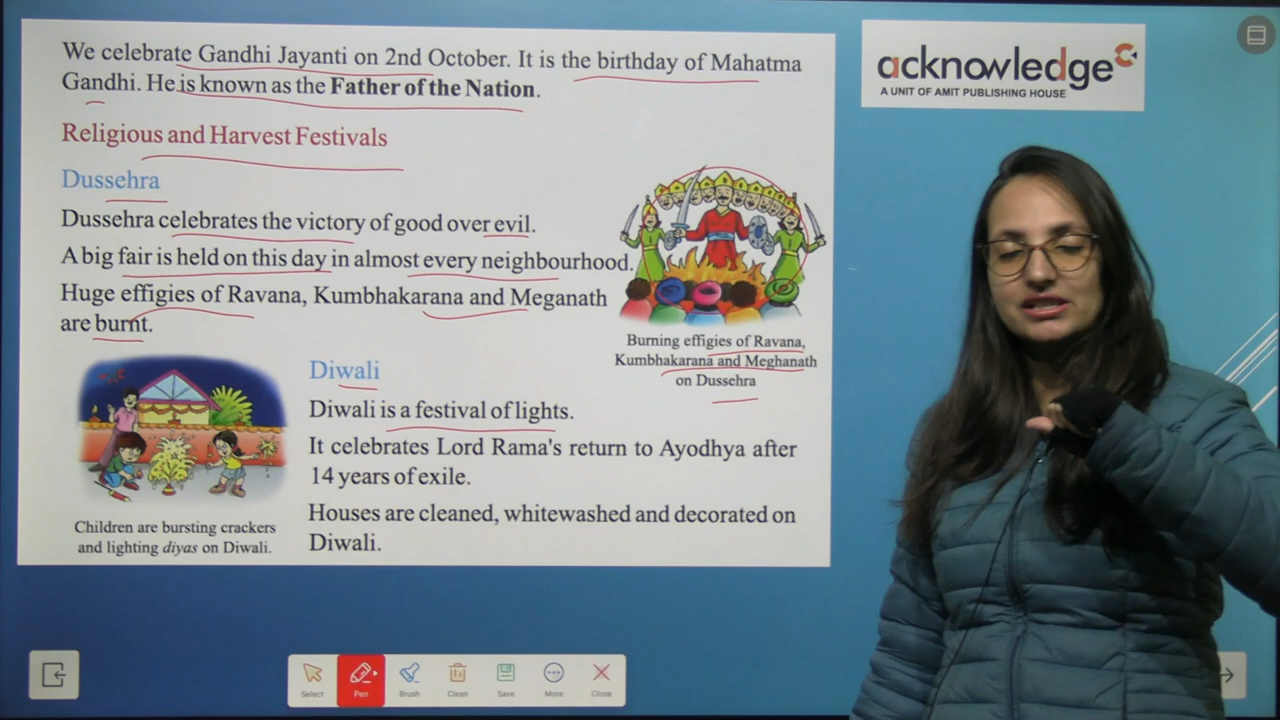 We celebrate Gandhi Jayanti on 2nd October. It is the birthday of Mahatma
Gandhi. He is known as the Father of the Nation.
Religious and Harvest Festivals
Dussehra
Dussehra celebrates the victory of good over evil.
A big fair is held on this day in almost every neighbourhood.
Huge effigies of Ravana, Kumbhakarana and Meganath
are burnt.
Burning effigies of Ravana,
Kumbhakarana and Meghanath
on Dussehra
Diwali
Diwali is a festival of lights.
It celebrates Lord Rama's return to Ayodhya after
14 years of exile.
Houses are cleaned, whitewashed and decorated on
Diwali.
Children are bursting crackers
and lighting diyas on Diwali.
acknowledge
A UNIT OF AMIT PUBLISHING HOUSE
Select Pen Brush Clean Save More Close